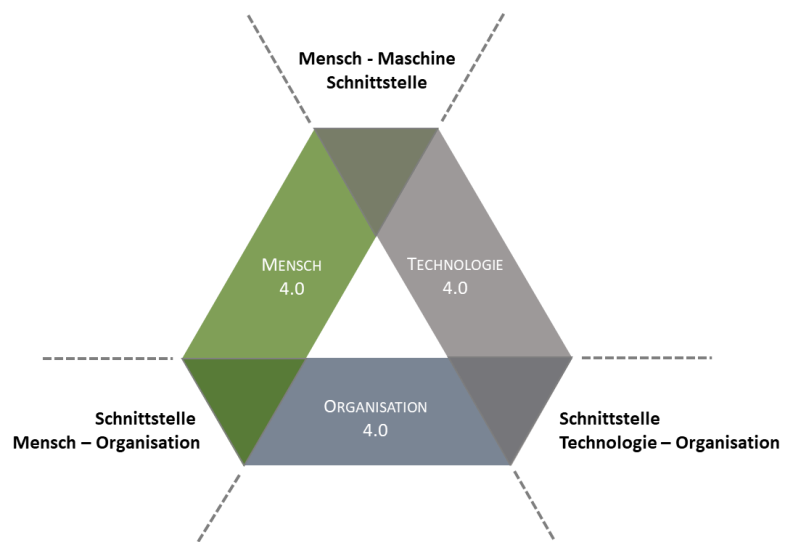 Mensch - Maschine
Schnittstelle
MENSCH
4.0
TECHNOLOGIE
4.0
ORGANISATION
4.0
Schnittstelle
Mensch – Organisation
Schnittstelle
Technologie – Organisation